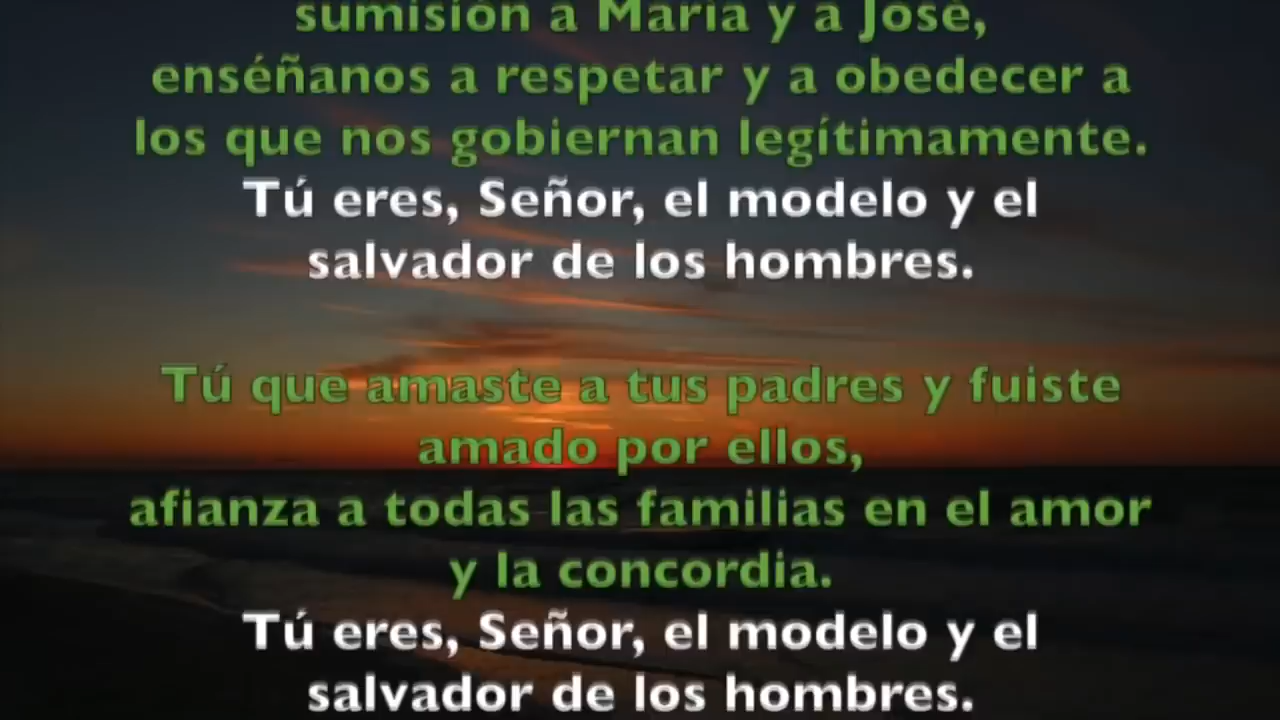 sumisión a María y a José,
enséñanos a respetar y a obedecer a
los que nos gobiernan legítimamente.
Tú eres, Señor, el modelo y el
salvador de los hombres.
Tú que amaste a tus padres y fuiste
amado por ellos,
afianza a todas las familias en el amor
y la concordia.
Tú eres, Señor, el modelo y el
salvador de los hombres.